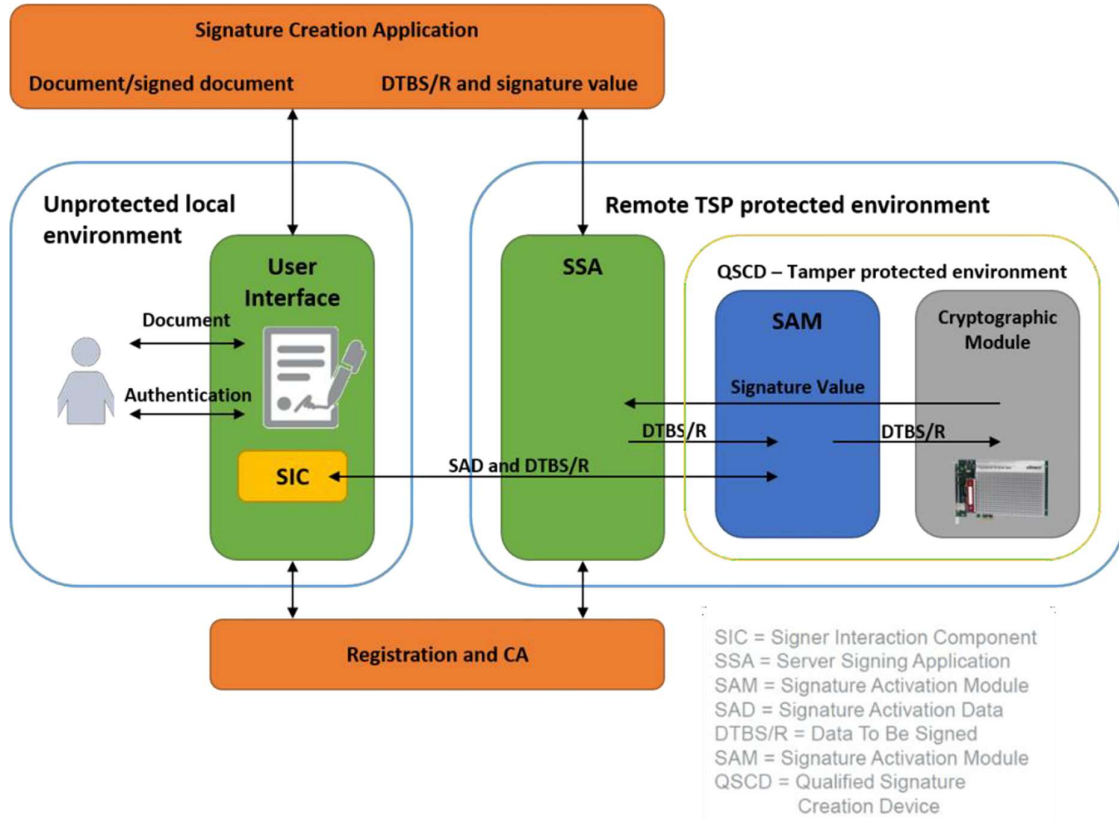 Signature Creation Application
Document/signed document
DTBS/R and signature value
Unprotected local
environment
User
Interface
Document
Authentication
SIC
SAD and DTBS/R
Remote TSP protected environment
SSA
QSCD – Tamper protected environment
SAM
Cryptographic
Module
Signature Value
DTBS/R
DTBS/R
Registration and CA
SIC = Signer Interaction Component
SSA = Server Signing Application
SAM = Signature Activation Module
SAD = Signature Activation Data
DTBS/R = Data To Be Signed
SAM = Signature Activation Module
QSCD = Qualified Signature
Creation Device